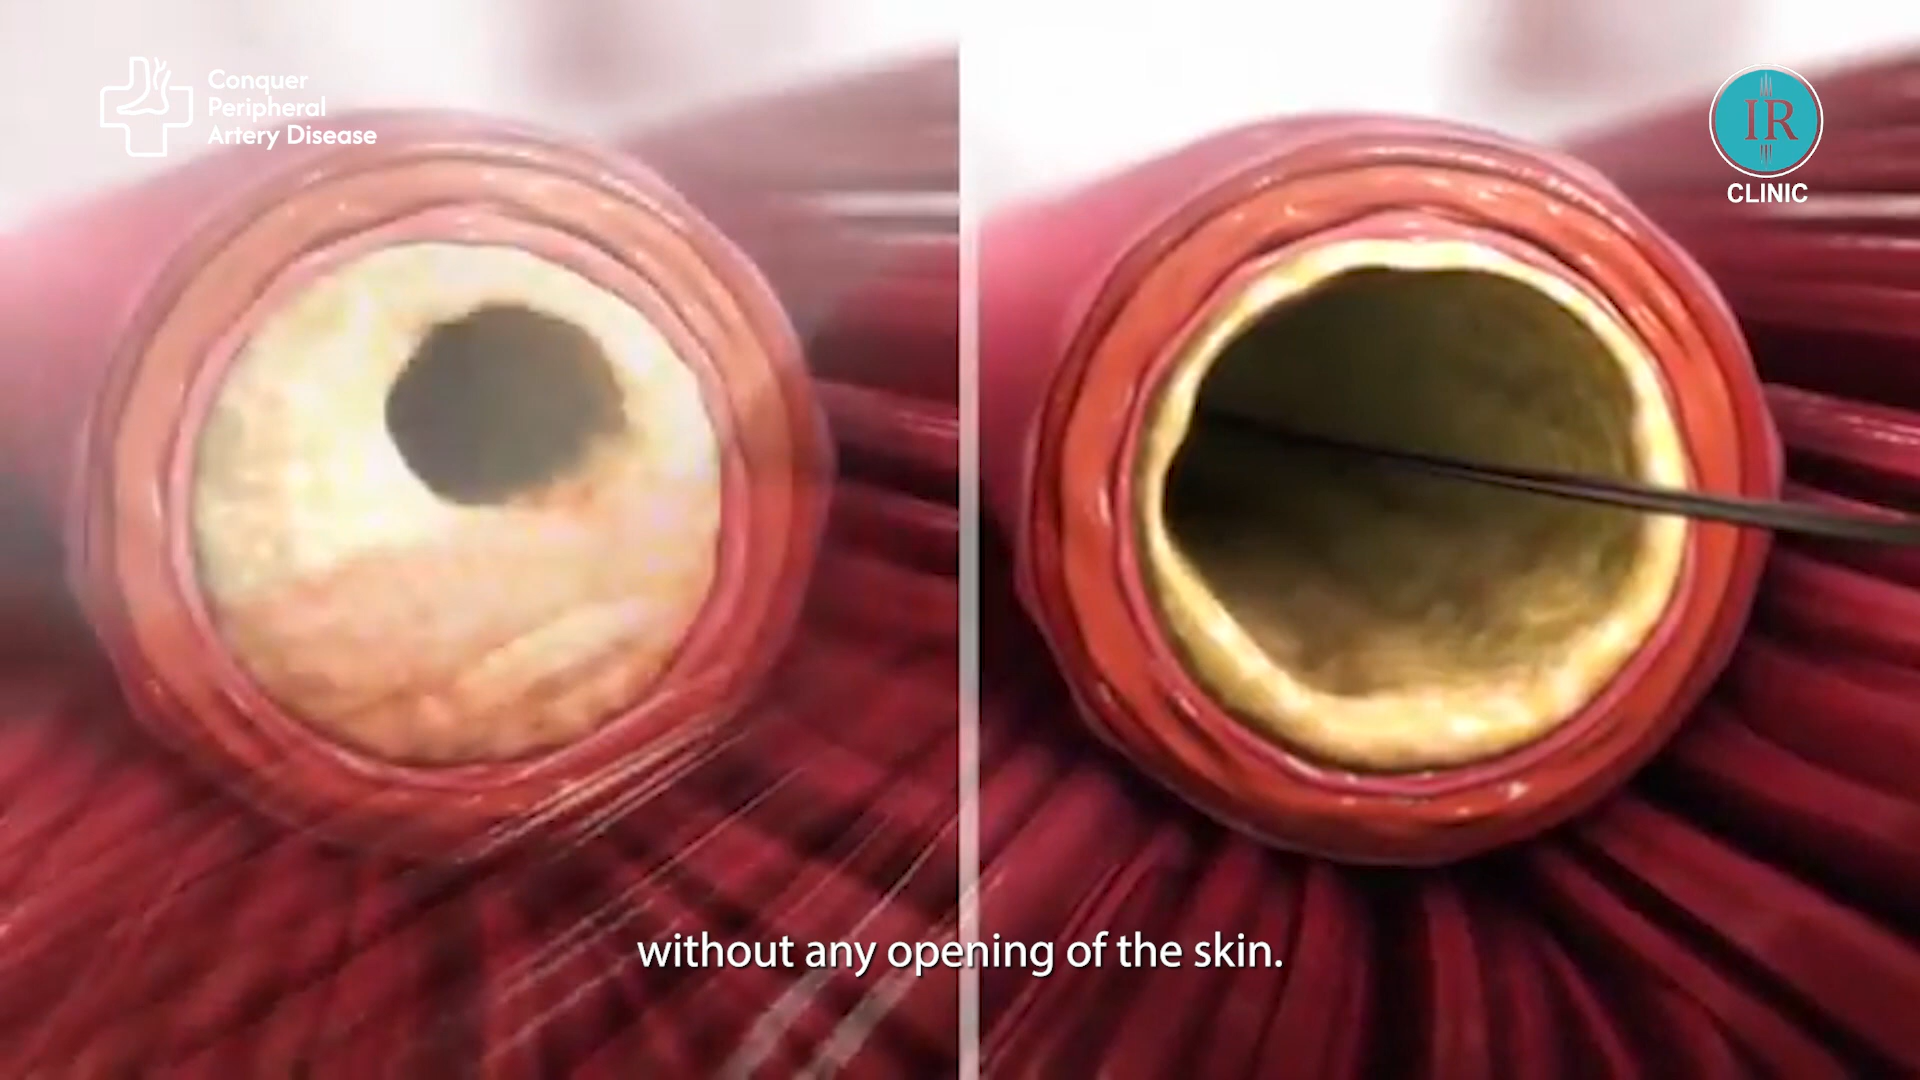 Conquer
Peripheral
Artery Disease
IR
CLINIC
without any opening of the skin.